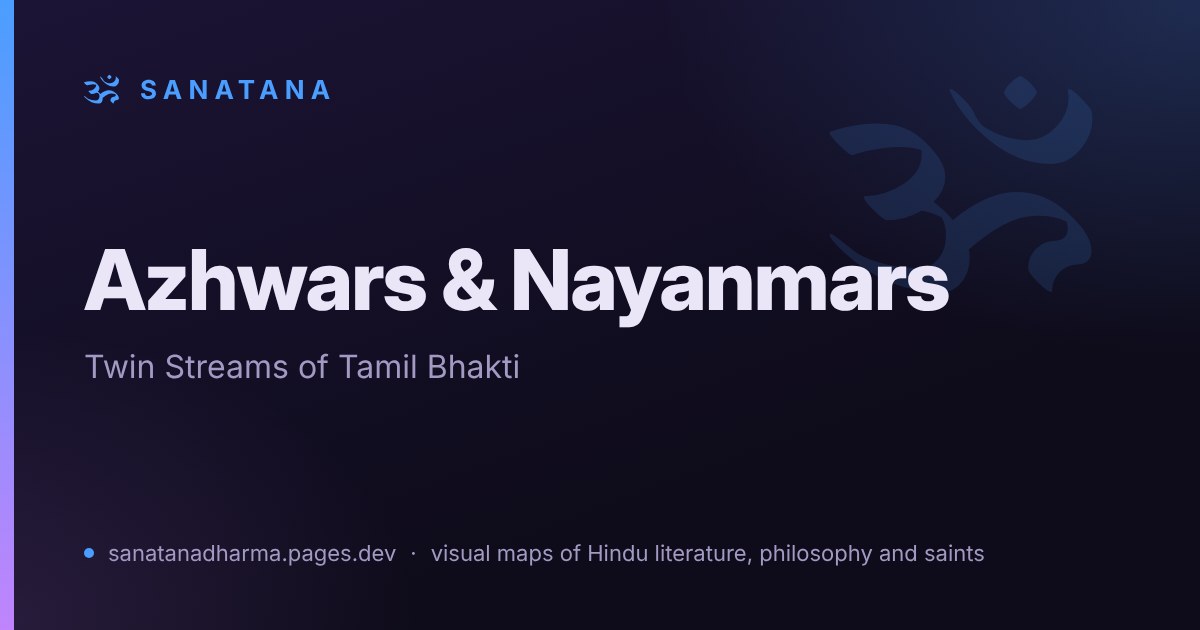 ॐ SANATANA
Azhwars & Nayanmars
Twin Streams of Tamil Bhakti
sanatanadharma.pages.dev · visual maps of Hindu literature, philosophy and saints